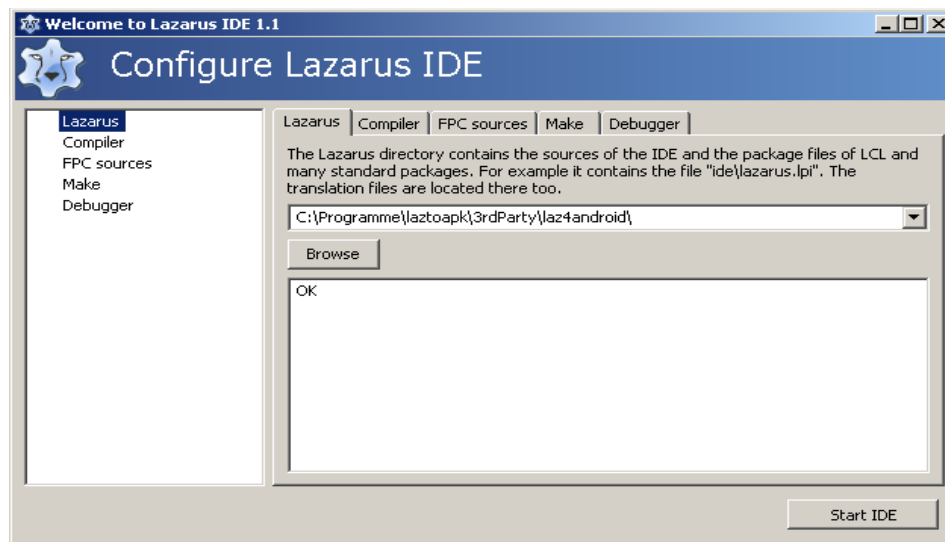 Welcome to Lazarus IDE 1.1
Configure Lazarus IDE
Lazarus
Compiler
FPC sources
Make
Debugger
Lazarus Compiler FPC sources Make Debugger
The Lazarus directory contains the sources of the IDE and the package files of LCL and
many standard packages. For example it contains the file "ide\lazarus.lpi". The
translation files are located there too.
C:\Programme\laztoapk\3rdParty\laz4android\
Browse
OK
Start IDE